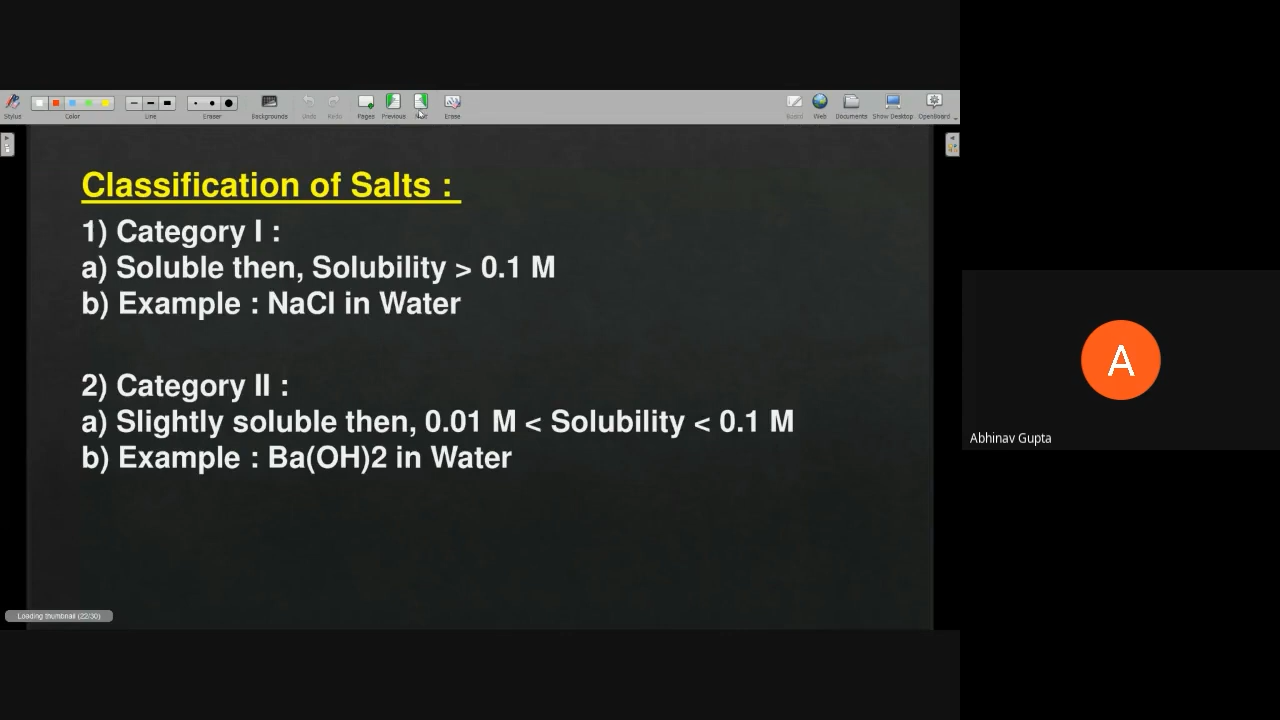 Stylus
Color
Line
Eraser
Backgrounds
Undo
Redo
Pages
Previous
Erase
Board
Web
Documents
Show Desktop
OpenBoard
Classification of Salts :
1) Category I :
a) Soluble then, Solubility > 0.1 M
b) Example : NaCl in Water
2) Category II :
a) Slightly soluble then, 0.01 M < Solubility < 0.1 M
b) Example : Ba(OH)2 in Water
Loading thumbnail (22/30)
A
Abhinav Gupta